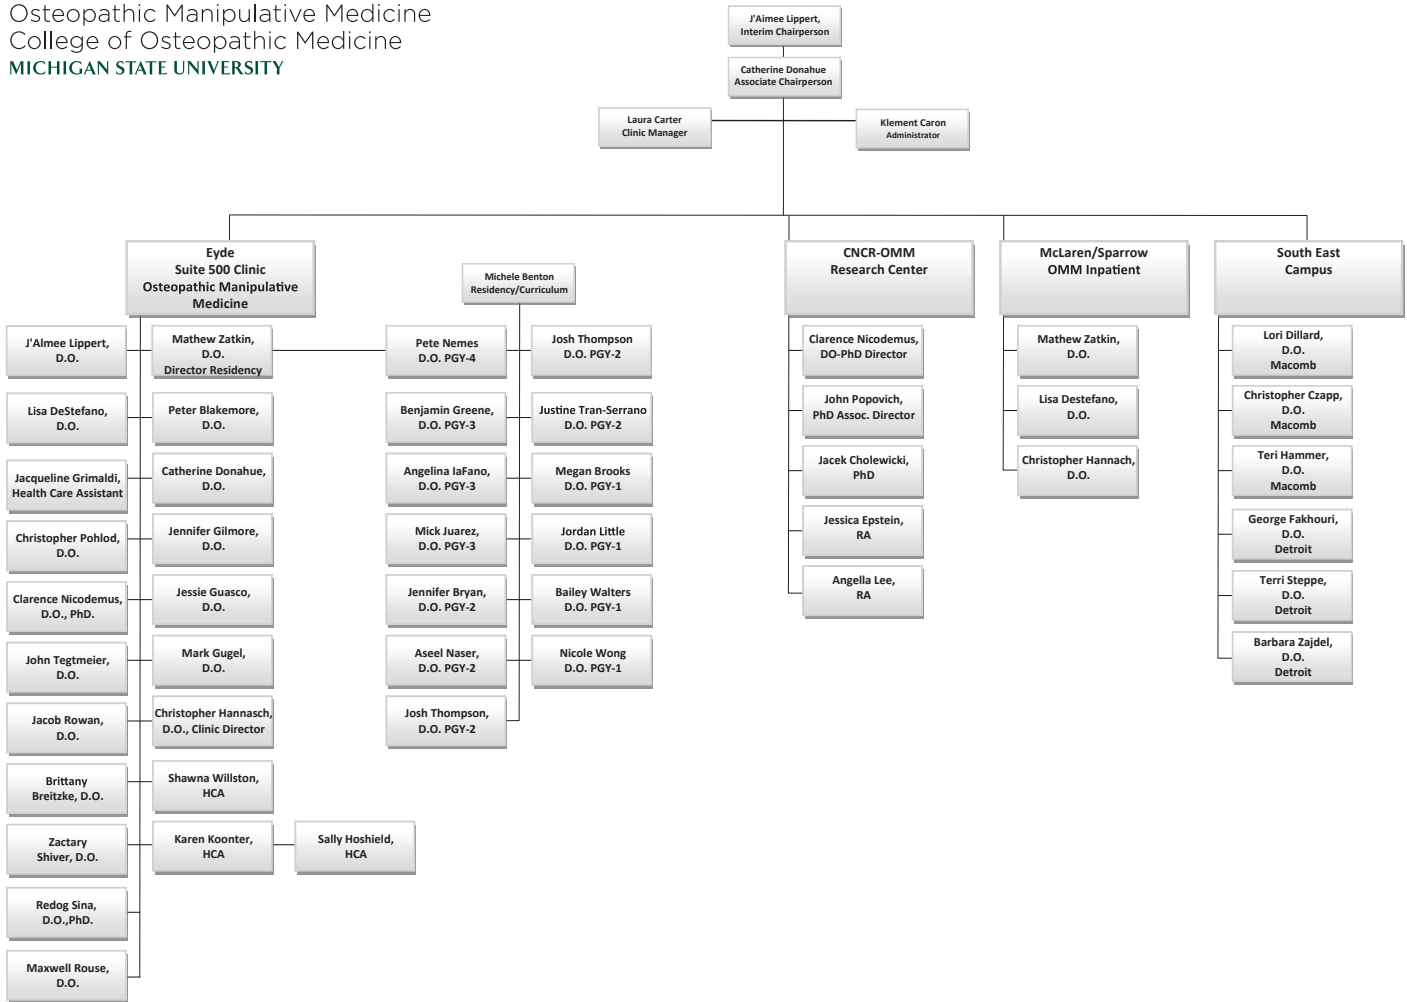 Osteopathic Manipulative Medicine
College of Osteopathic Medicine
MICHIGAN STATE UNIVERSITY
J'Aimee Lippert,
Interim Chairperson
Catherine Donahue
Associate Chairperson
Laura Carter
Clinic Manager
Klement Caron
Administrator
Eyde
Suite 500 Clinic
Osteopathic Manipulative
Medicine
J'AImee Lippert,
D.O.
Mathew Zatkin,
D.O.
Director Residency
Lisa DeStefano,
D.O.
Peter Blakemore,
D.O.
Jacqueline Grimaldi,
Health Care Assistant
Catherine Donahue,
D.O.
Christopher Pohlod,
D.O.
Jennifer Gilmore,
D.O.
Clarence Nicodemus,
D.O., PhD.
Jessie Guasco,
D.O.
John Tegtmeier,
D.O.
Mark Gugel,
D.O.
Jacob Rowan,
D.O.
Christopher Hannasch,
D.O., Clinic Director
Brittany
Breitzke, D.O.
Shawna Willston,
HCA
Zactary
Shiver, D.O.
Karen Koonter,
HCA
Sally Hoshield,
HCA
Redog Sina,
D.O.,PhD.
Maxwell Rouse,
D.O.
Michele Benton
Residency/Curriculum
Pete Nemes
D.O. PGY-4
Josh Thompson
D.O. PGY-2
Benjamin Greene,
D.O. PGY-3
Justine Tran-Serrano
D.O. PGY-2
Angelina IaFano,
D.O. PGY-3
Megan Brooks
D.O. PGY-1
Mick Juarez,
D.O. PGY-3
Jordan Little
D.O. PGY-1
Jennifer Bryan,
D.O. PGY-2
Bailey Walters
D.O. PGY-1
Aseel Naser,
D.O. PGY-2
Nicole Wong
D.O. PGY-1
Josh Thompson,
D.O. PGY-2
CNCR-OMM
Research Center
Clarence Nicodemus,
DO-PhD Director
John Popovich,
PhD Assoc. Director
Jacek Cholewicki,
PhD
Jessica Epstein,
RA
Angella Lee,
RA
McLaren/Sparrow
OMM Inpatient
Mathew Zatkin,
D.O.
Lisa Destefano,
D.O.
Christopher Hannach,
D.O.
South East
Campus
Lori Dillard,
D.O.
Macomb
Christopher Czapp,
D.O.
Macomb
Teri Hammer,
D.O.
Macomb
George Fakhouri,
D.O.
Detroit
Terri Steppe,
D.O.
Detroit
Barbara Zajdel,
D.O.
Detroit